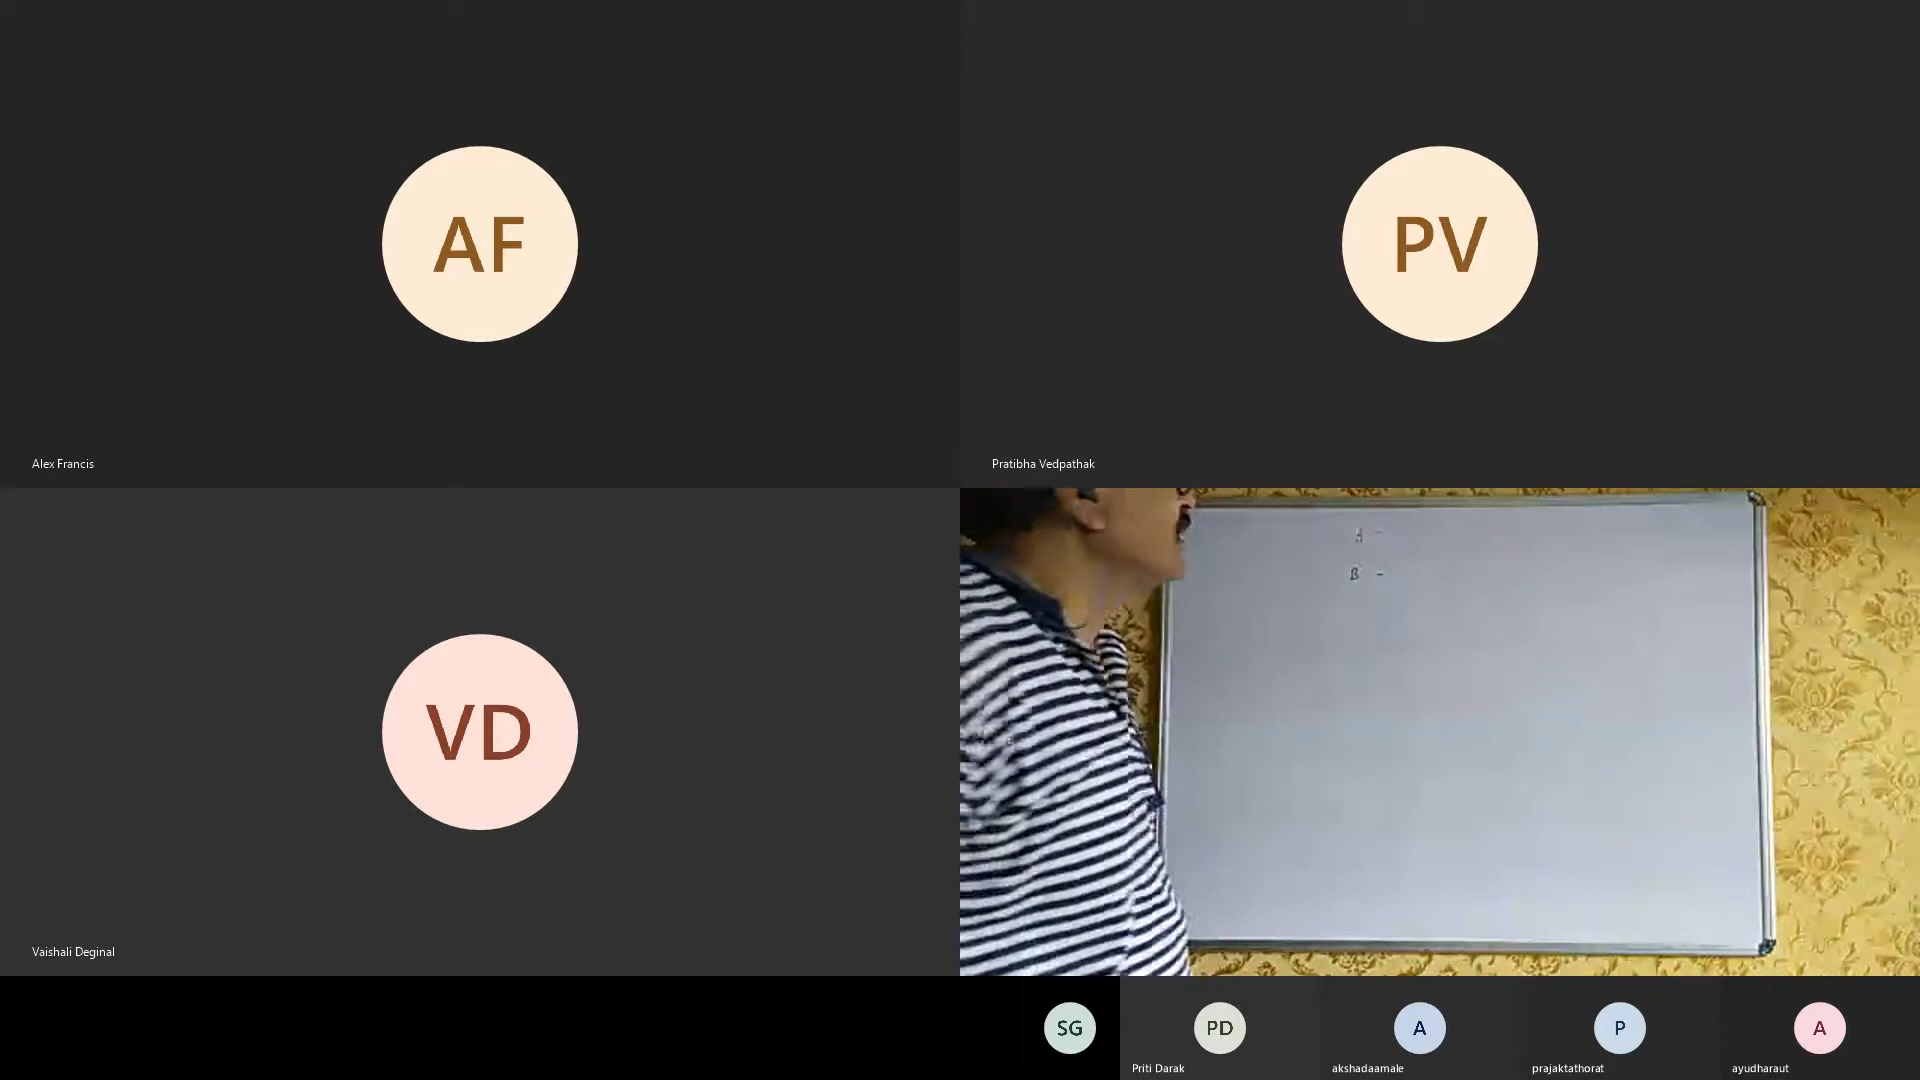 AF
PV
Alex Francis
Pratibha Vedpathak
VD
B -
Vaishali Deginal
SG
PD
A
P
A
Priti Darak
akshadaamale
prajaktathorat
ayudharaut